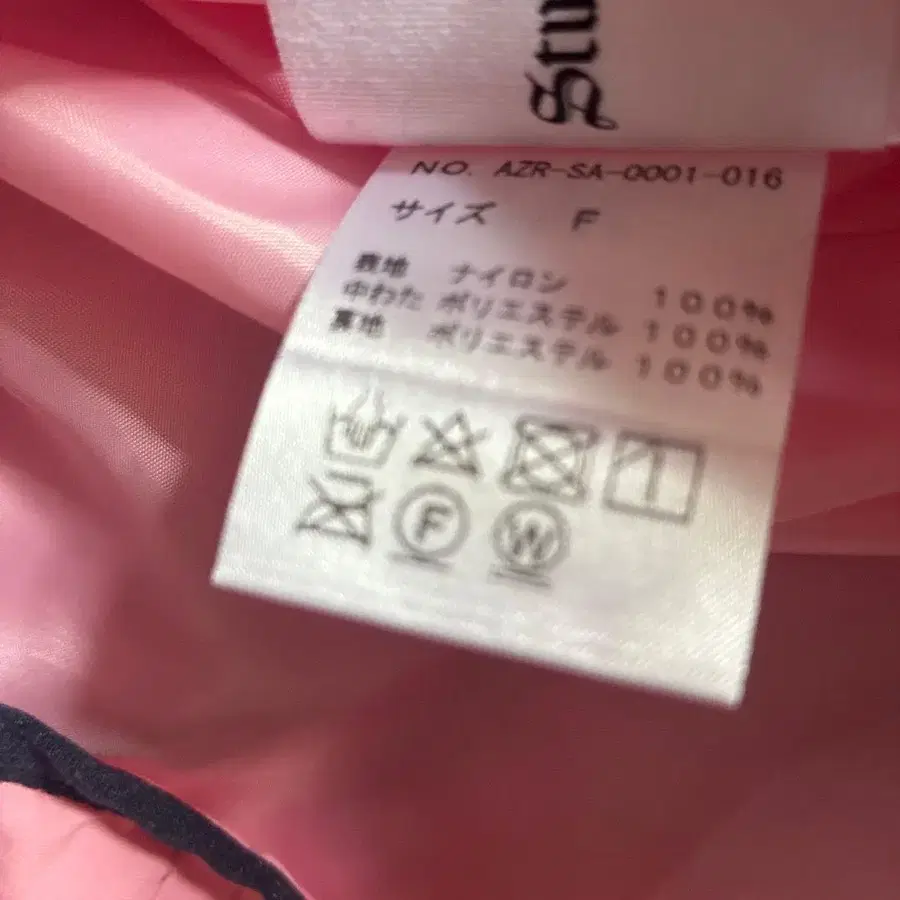 NO. AZR-SA-0001-016
サイズ F
表地 ナイロン 100%
中わた ポリエステル 100%
裏地 ポリエステル 100%
F
W